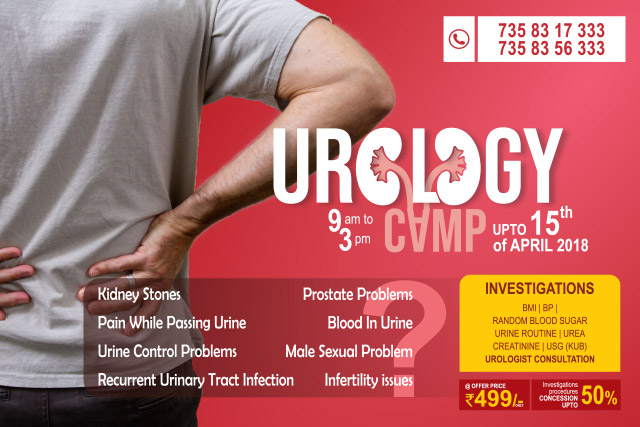 735 83 17 333
735 83 56 333
UROLOGY
CAMP
9 am to
3 pm
UPTO 15th
of APRIL 2018
Kidney Stones
Prostate Problems
Pain While Passing Urine
Blood In Urine
Urine Control Problems
Male Sexual Problem
Recurrent Urinary Tract Infection
Infertility issues
?
INVESTIGATIONS
BMI | BP |
RANDOM BLOOD SUGAR
URINE ROUTINE | UREA
CREATININE | USG (KUB)
UROLOGIST CONSULTATION
@ OFFER PRICE
₹499/- ONLY
Investigations
procedures
CONCESSION
UPTO
50%